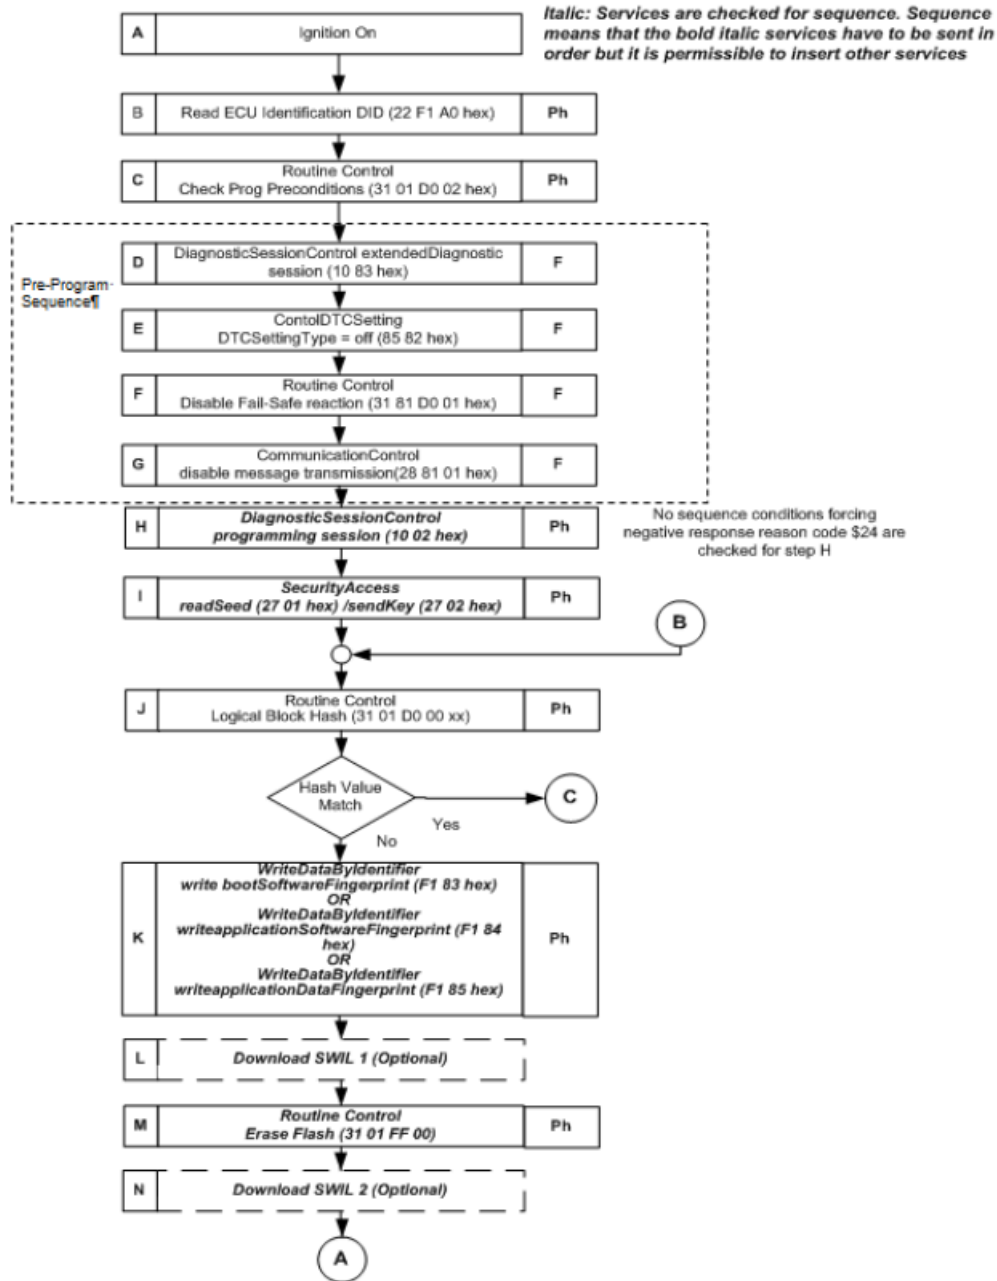 Italic: Services are checked for sequence. Sequence
means that the bold italic services have to be sent in
order but it is permissible to insert other services
A
Ignition On
B
Read ECU Identification DID (22 F1 A0 hex)
Ph
C
Routine Control
Check Prog Preconditions (31 01 D0 02 hex)
Ph
Pre-Program
Sequence¶
D
DiagnosticSessionControl extendedDiagnostic
session (10 83 hex)
F
E
ContolDTCSetting
DTCSettingType = off (85 82 hex)
F
F
Routine Control
Disable Fail-Safe reaction (31 81 D0 01 hex)
F
G
CommunicationControl
disable message transmission(28 81 01 hex)
F
H
DiagnosticSessionControl
programming session (10 02 hex)
Ph
No sequence conditions forcing
negative response reason code $24 are
checked for step H
I
SecurityAccess
readSeed (27 01 hex) /sendKey (27 02 hex)
Ph
B
J
Routine Control
Logical Block Hash (31 01 D0 00 xx)
Ph
Hash Value
Match
C
Yes
No
K
WriteDataByIdentifier
write bootSoftwareFingerprint (F1 83 hex)
OR
WriteDataByIdentifier
writeapplicationSoftwareFingerprint (F1 84
hex)
OR
WriteDataByIdentifier
writeapplicationDataFingerprint (F1 85 hex)
Ph
L
Download SWIL 1 (Optional)
M
Routine Control
Erase Flash (31 01 FF 00)
Ph
N
Download SWIL 2 (Optional)
A